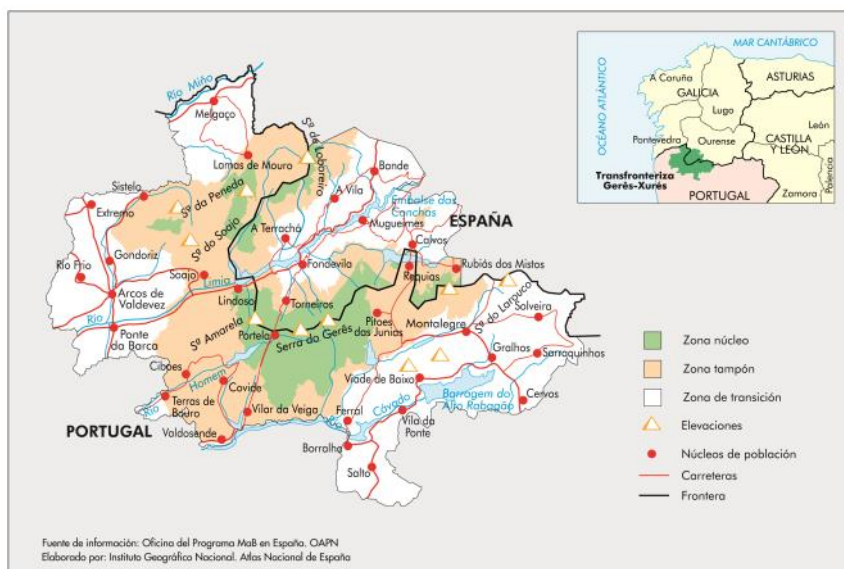 Río Miño
Melgaço
Lamas de Mouro
Sª de Laboreiro
Sistelo
Sª da Peneda
Extremo
Sª do Soajo
Gondoriz
Río Frío
Soajo
Arcos de
Valdevez
Río Limia
Ponte
da Barca
Bande
A Vila
Embalse das
Conchas
Mugueimes
A Terrachá
ESPAÑA
Calvos
Fondevila
Requiás
Rubiás dos Mistos
Lindoso
Torneiros
Sª Amarela
Portela
Serra do Gerês
Pitoes
das Junias
Montalegre
Sª do Larouco
Solveira
Gralhos
Sarraquinhos
Cibões
Río Homem
Covide
Viade de Baixo
Cervos
Terras de
Bouro
Vilar da Veiga
Ferral
Río Cávado
Barragem do
Alto Rabagão
PORTUGAL
Valdosende
Vila da
Ponte
Borralha
Salto
MAR CANTÁBRICO
OCÉANO ATLÁNTICO
A Coruña
GALICIA
Lugo
ASTURIAS
Pontevedra
Ourense
León
CASTILLA
Y LEÓN
Palencia
Transfronteriza
Gerês-Xurés
PORTUGAL
Zamora
Zona núcleo
Zona tampón
Zona de transición
Elevaciones
Núcleos de población
Carreteras
Frontera
Fuente de información: Oficina del Programa MaB en España. OAPN
Elaborado por: Instituto Geográfico Nacional. Atlas Nacional de España